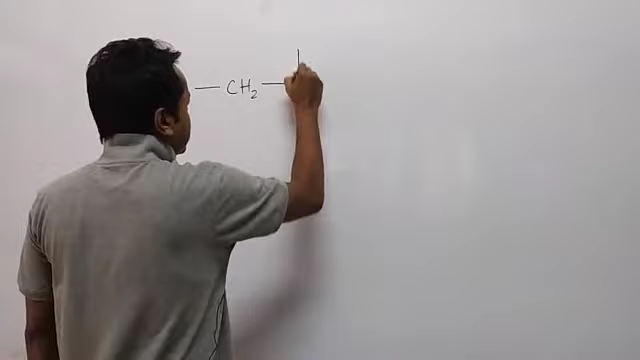 — CH₂ —